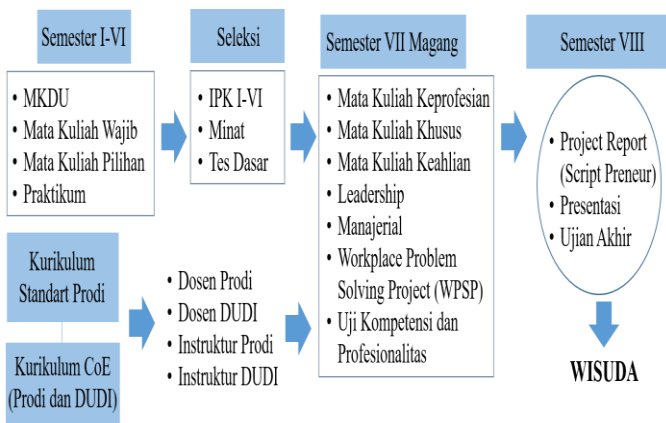 Semester I-VI
• MKDU
• Mata Kuliah Wajib
• Mata Kuliah Pilihan
• Praktikum
Seleksi
• IPK I-VI
• Minat
• Tes Dasar
Semester VII Magang
• Mata Kuliah Keprofesian
• Mata Kuliah Khusus
• Mata Kuliah Keahlian
• Leadership
• Manajerial
• Workplace Problem
Solving Project (WPSP)
• Uji Kompetensi dan
Profesionalitas
Semester VIII
• Project Report
(Script Preneur)
• Presentasi
• Ujian Akhir
WISUDA
Kurikulum
Standart Prodi
Kurikulum CoE
(Prodi dan DUDI)
• Dosen Prodi
• Dosen DUDI
• Instruktur Prodi
• Instruktur DUDI